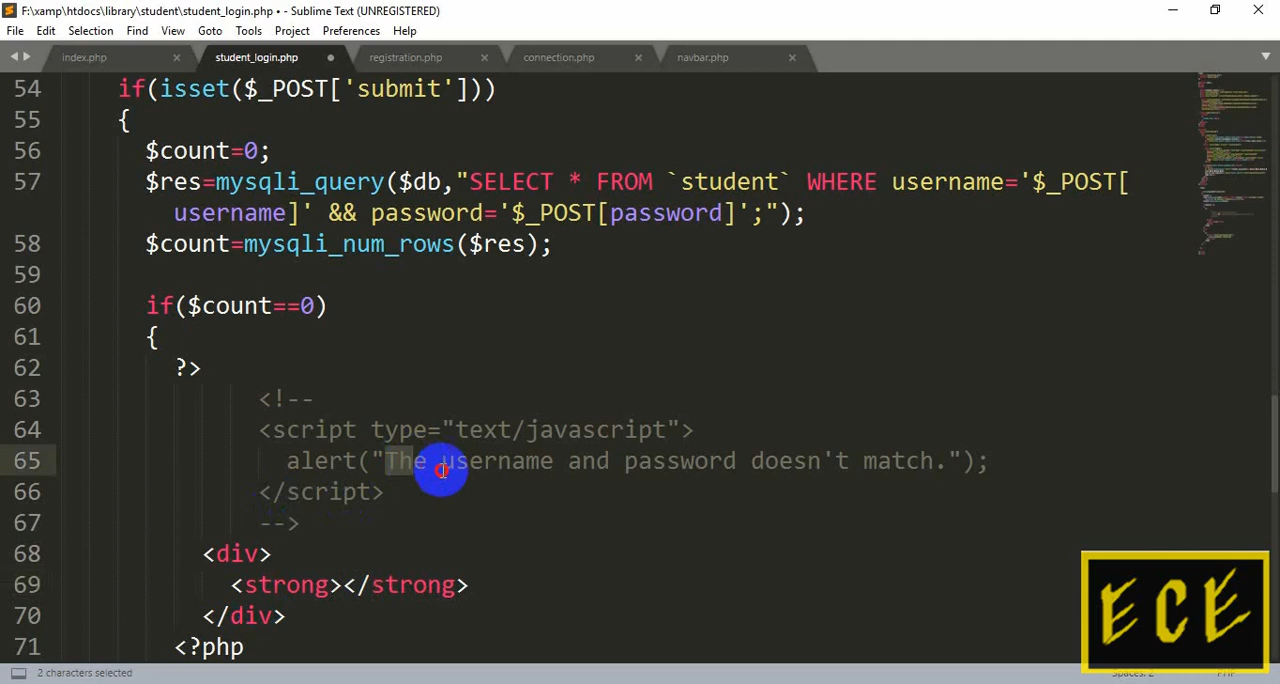 F:\xamp\htdocs\library\student\student_login.php • - Sublime Text (UNREGISTERED)
File Edit Selection Find View Goto Tools Project Preferences Help
index.php student_login.php registration.php connection.php navbar.php
54 if(isset($_POST['submit']))
55 {
56 $count=0;
57 $res=mysqli_query($db,"SELECT * FROM `student` WHERE username='$_POST[
username]' && password='$_POST[password]';");
58 $count=mysqli_num_rows($res);
59
60 if($count==0)
61 {
62 ?>
63 <!--
64 <script type="text/javascript">
65 alert("The username and password doesn't match.");
66 </script>
67 -->
68 <div>
69 <strong></strong>
70 </div>
71 <?php
ECE
2 characters selected